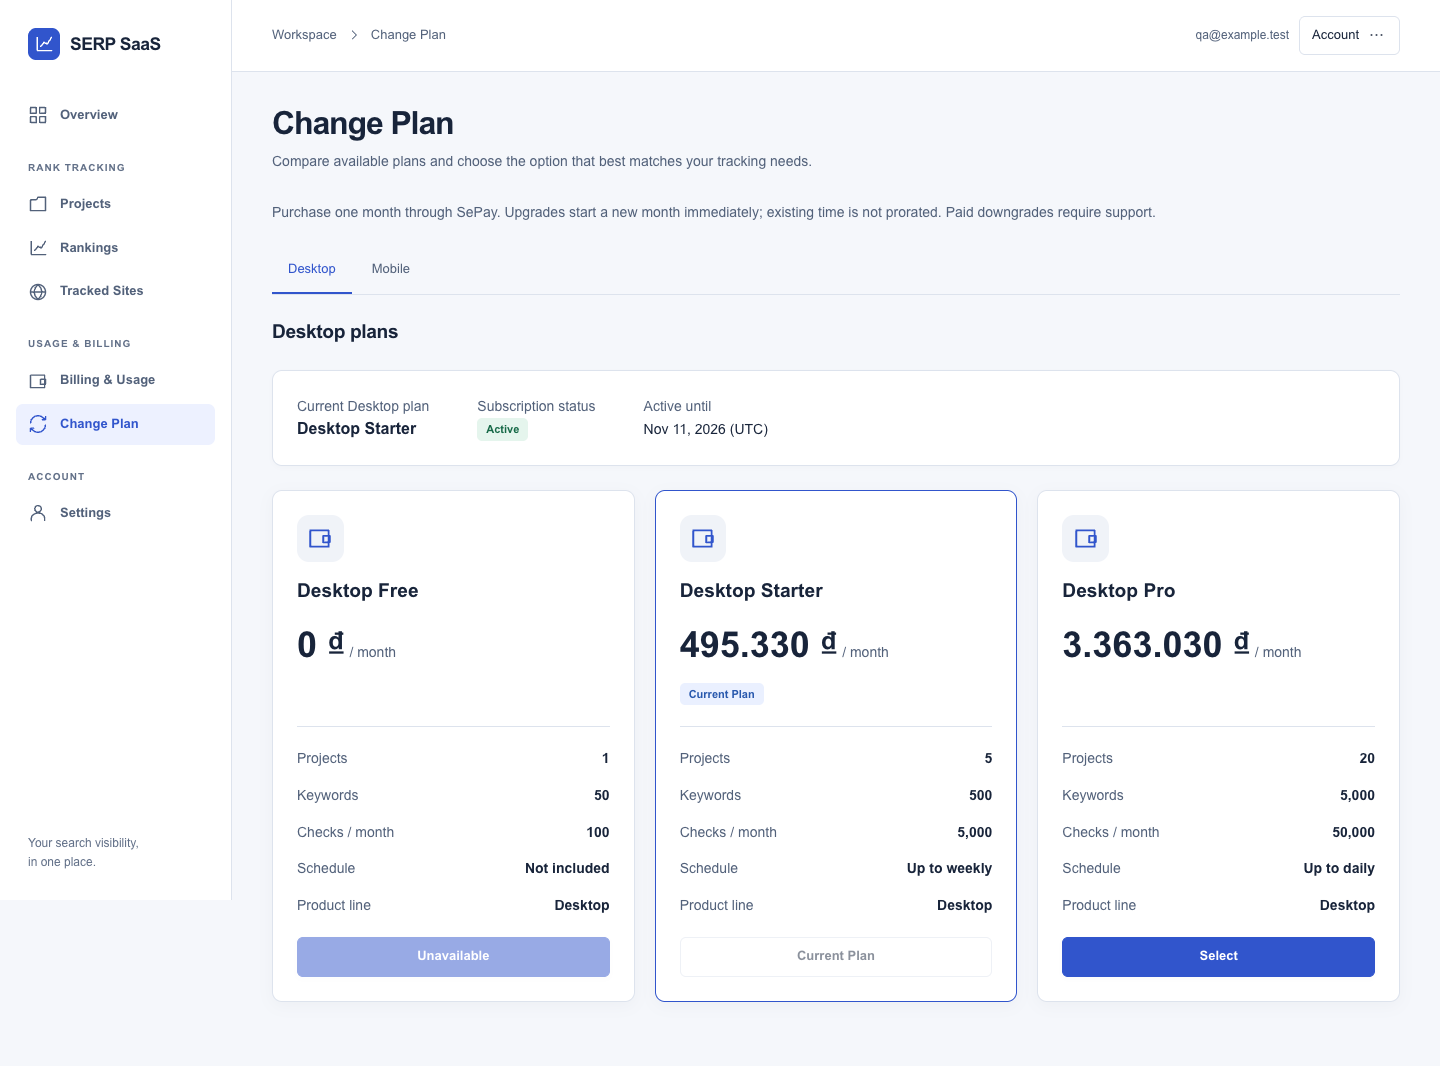 SERP SaaS
Workspace > Change Plan
qa@example.test
Account ···
Overview
RANK TRACKING
Projects
Rankings
Tracked Sites
USAGE & BILLING
Billing & Usage
Change Plan
ACCOUNT
Settings
Your search visibility,
in one place.
Change Plan
Compare available plans and choose the option that best matches your tracking needs.
Purchase one month through SePay. Upgrades start a new month immediately; existing time is not prorated. Paid downgrades require support.
Desktop Mobile
Desktop plans
Current Desktop plan
Desktop Starter
Subscription status
Active
Active until
Nov 11, 2026 (UTC)
Desktop Free
0 ₫ / month
Projects 1
Keywords 50
Checks / month 100
Schedule Not included
Product line Desktop
Unavailable
Desktop Starter
495.330 ₫ / month
Current Plan
Projects 5
Keywords 500
Checks / month 5,000
Schedule Up to weekly
Product line Desktop
Current Plan
Desktop Pro
3.363.030 ₫ / month
Projects 20
Keywords 5,000
Checks / month 50,000
Schedule Up to daily
Product line Desktop
Select